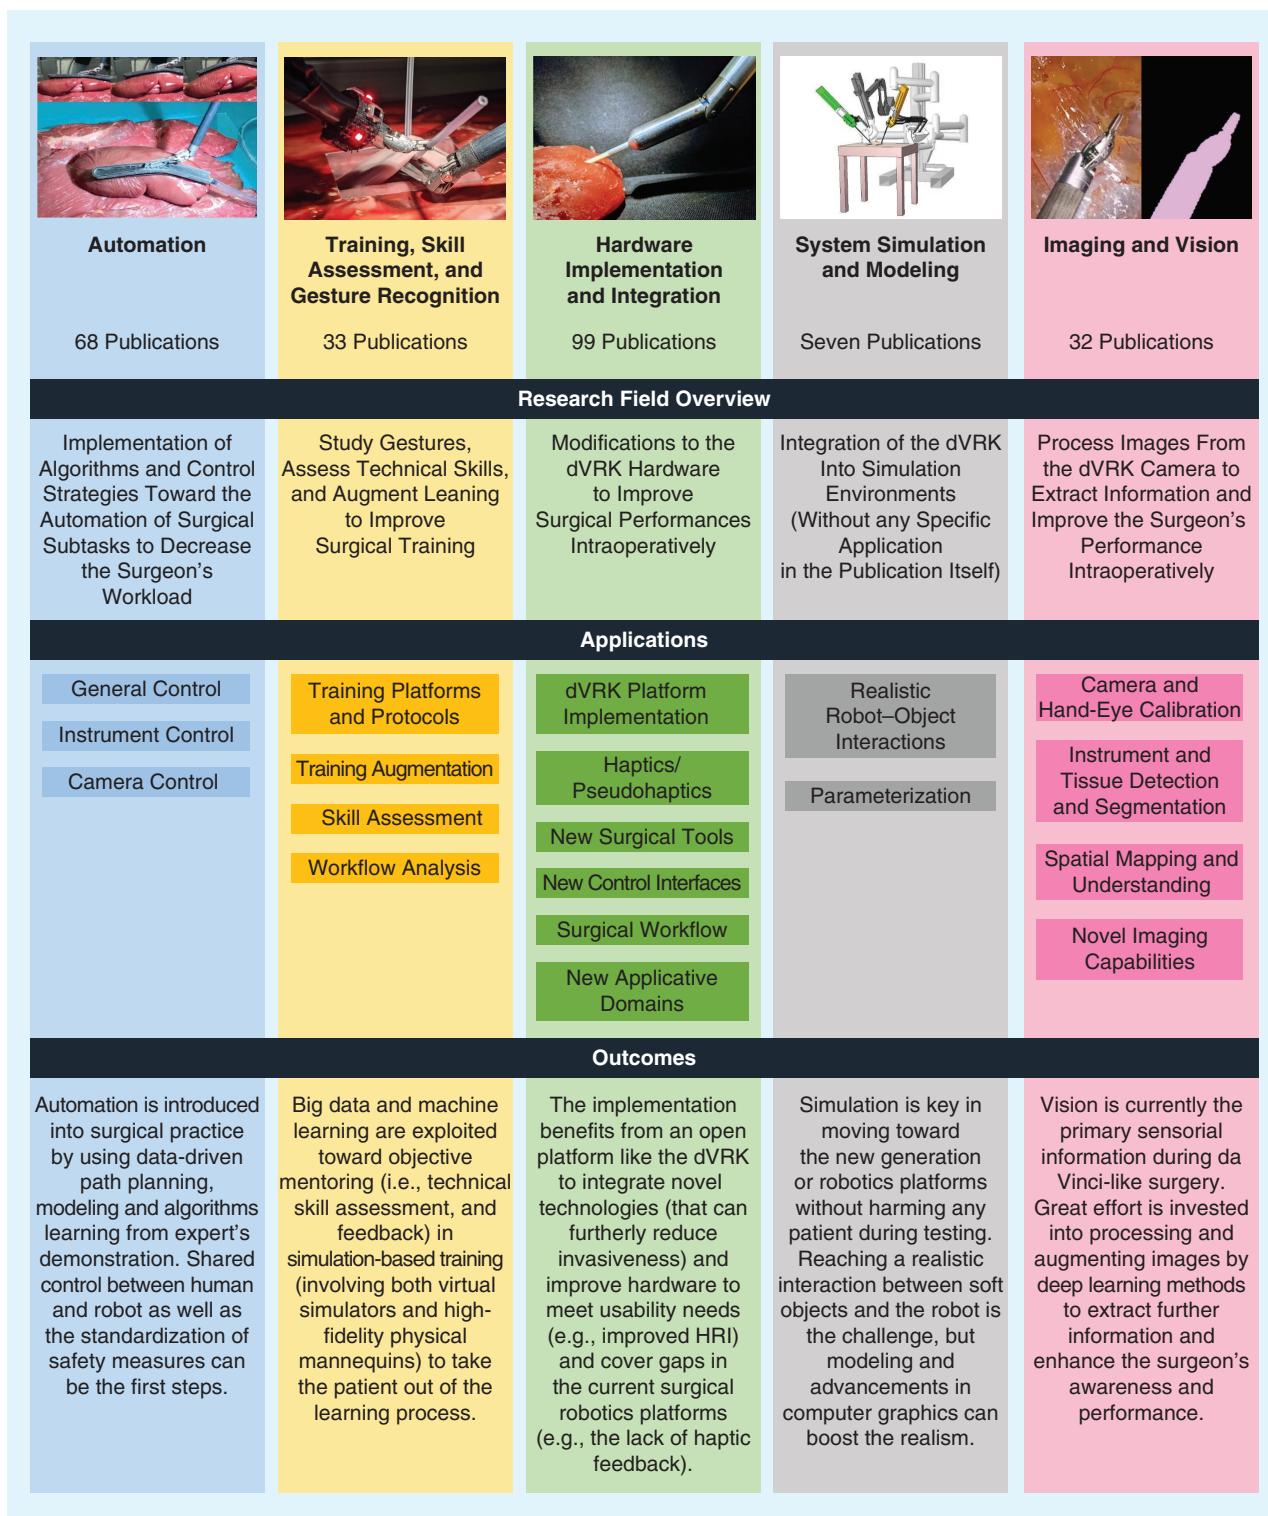 Automation
68 Publications
Training, Skill
Assessment, and
Gesture Recognition
33 Publications
Hardware
Implementation
and Integration
99 Publications
System Simulation
and Modeling
Seven Publications
Imaging and Vision
32 Publications
Research Field Overview
Implementation of
Algorithms and Control
Strategies Toward the
Automation of Surgical
Subtasks to Decrease
the Surgeon's
Workload
Study Gestures,
Assess Technical Skills,
and Augment Leaning
to Improve
Surgical Training
Modifications to the
dVRK Hardware
to Improve
Surgical Performances
Intraoperatively
Integration of the dVRK
Into Simulation
Environments
(Without any Specific
Application
in the Publication Itself)
Process Images From
the dVRK Camera to
Extract Information and
Improve the Surgeon's
Performance
Intraoperatively
Applications
General Control
Instrument Control
Camera Control
Training Platforms
and Protocols
Training Augmentation
Skill Assessment
Workflow Analysis
dVRK Platform
Implementation
Haptics/
Pseudohaptics
New Surgical Tools
New Control Interfaces
Surgical Workflow
New Applicative
Domains
Realistic
Robot–Object
Interactions
Parameterization
Camera and
Hand-Eye Calibration
Instrument and
Tissue Detection
and Segmentation
Spatial Mapping and
Understanding
Novel Imaging
Capabilities
Outcomes
Automation is introduced
into surgical practice
by using data-driven
path planning,
modeling and algorithms
learning from expert's
demonstration. Shared
control between human
and robot as well as
the standardization of
safety measures can
be the first steps.
Big data and machine
learning are exploited
toward objective
mentoring (i.e., technical
skill assessment, and
feedback) in
simulation-based training
(involving both virtual
simulators and high-
fidelity physical
mannequins) to take
the patient out of the
learning process.
The implementation
benefits from an open
platform like the dVRK
to integrate novel
technologies (that can
furtherly reduce
invasiveness) and
improve hardware to
meet usability needs
(e.g., improved HRI)
and cover gaps in
the current surgical
robotics platforms
(e.g., the lack of haptic
feedback).
Simulation is key in
moving toward
the new generation
or robotics platforms
without harming any
patient during testing.
Reaching a realistic
interaction between soft
objects and the robot is
the challenge, but
modeling and
advancements in
computer graphics can
boost the realism.
Vision is currently the
primary sensorial
information during da
Vinci-like surgery.
Great effort is invested
into processing and
augmenting images by
deep learning methods
to extract further
information and
enhance the surgeon's
awareness and
performance.